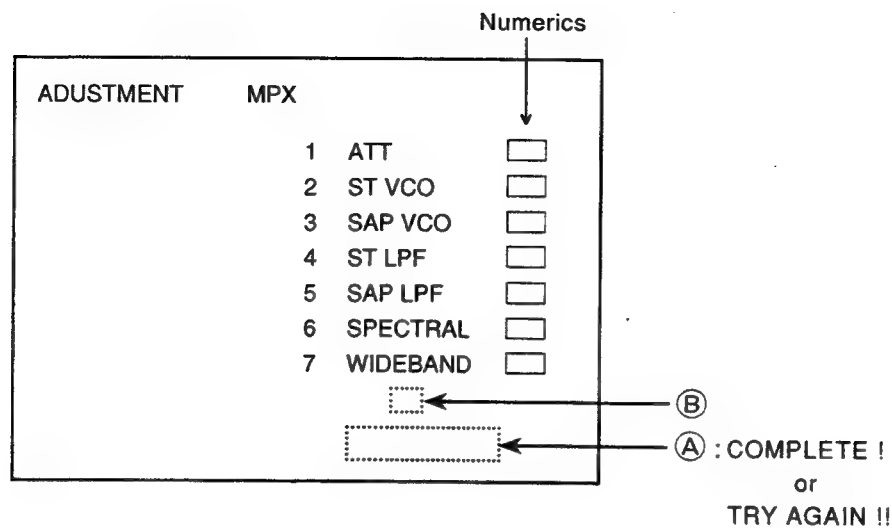 Numerics
ADUSTMENT MPX
1 ATT
2 ST VCO
3 SAP VCO
4 ST LPF
5 SAP LPF
6 SPECTRAL
7 WIDEBAND
Ⓑ
Ⓐ : COMPLETE !
or
TRY AGAIN !!